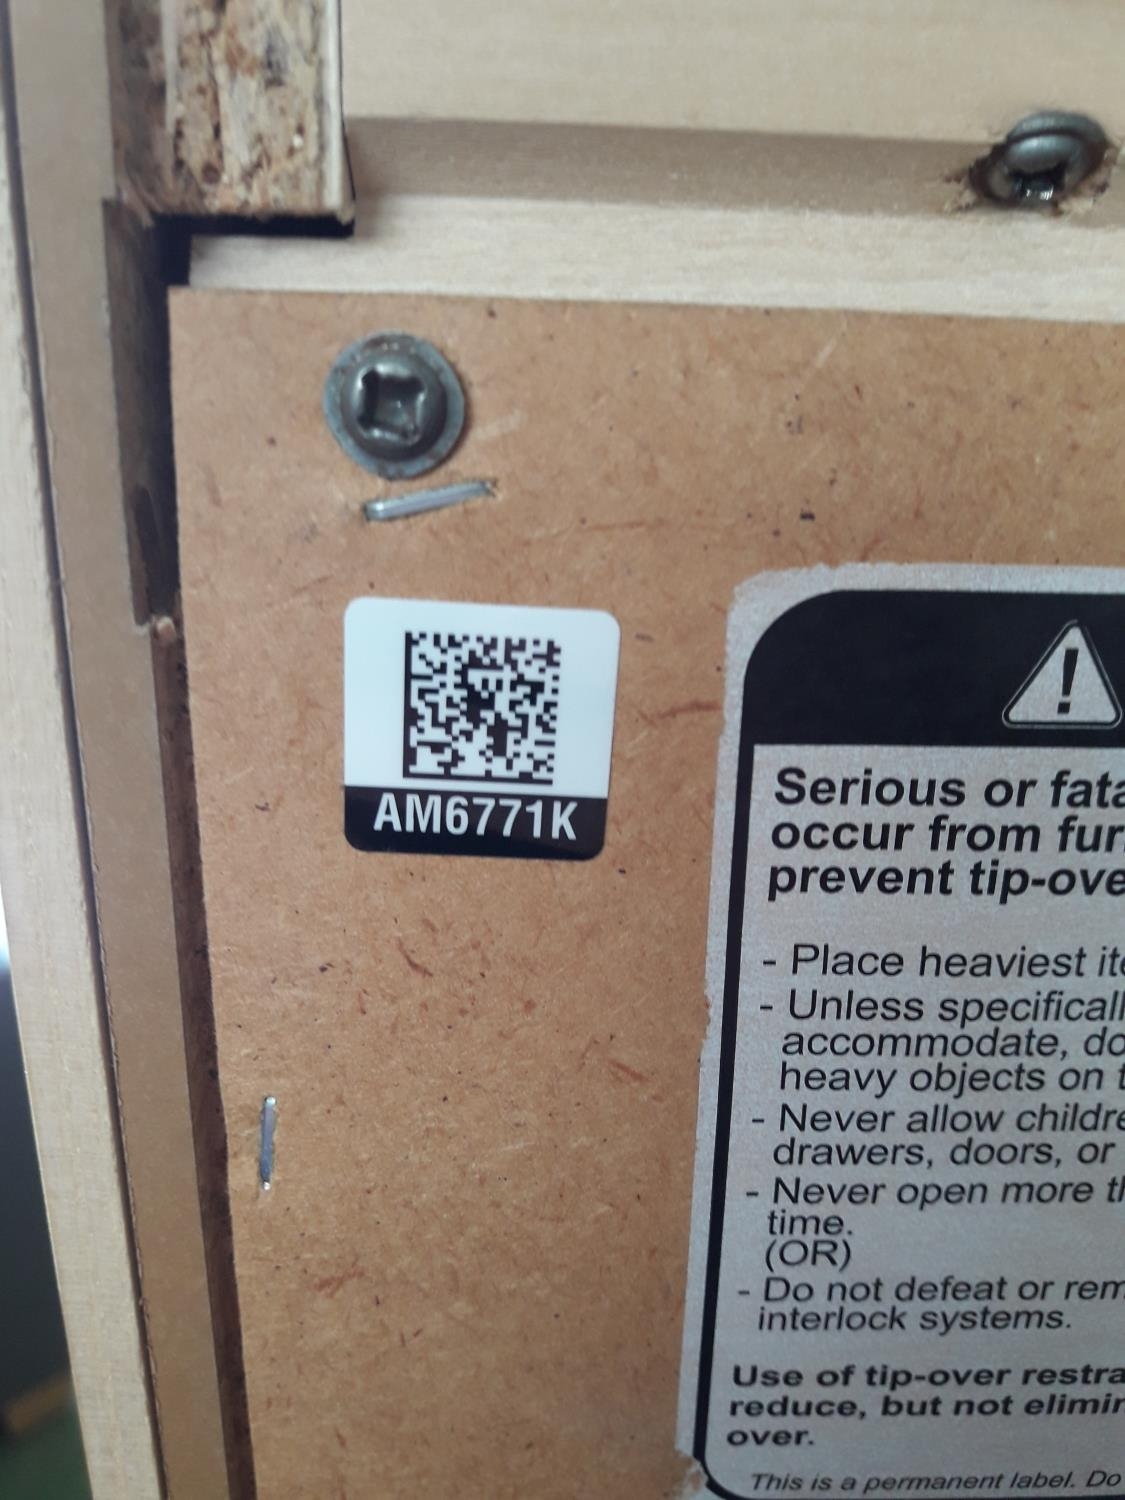 AM6771K
Serious or fata
occur from fur
prevent tip-ove
- Place heaviest ite
- Unless specificall
accommodate, do
heavy objects on t
- Never allow childre
drawers, doors, or
- Never open more th
time.
(OR)
- Do not defeat or rem
interlock systems.
Use of tip-over restra
reduce, but not elimin
over.
This is a permanent label. Do